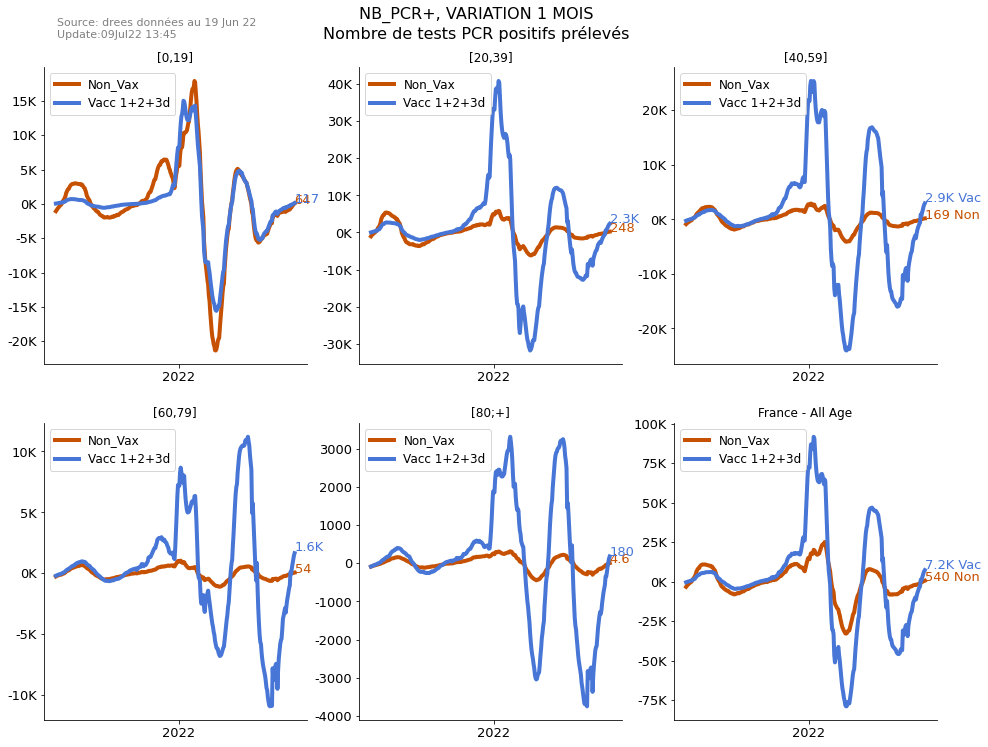 NB_PCR+, VARIATION 1 MOIS
Nombre de tests PCR positifs prélevés
Source: drees données au 19 Jun 22
Update:09Jul22 13:45
[0,19]
Non_Vax
Vacc 1+2+3d
15K
10K
5K
0K
-5K
-10K
-15K
-20K
2022
117
[20,39]
Non_Vax
Vacc 1+2+3d
40K
30K
20K
10K
0K
-10K
-20K
-30K
2022
2.3K
248
[40,59]
Non_Vax
Vacc 1+2+3d
20K
10K
0K
-10K
-20K
2022
2.9K Vac
169 Non
[60,79]
Non_Vax
Vacc 1+2+3d
10K
5K
0K
-5K
-10K
2022
1.6K
54
[80;+]
Non_Vax
Vacc 1+2+3d
3000
2000
1000
0
-1000
-2000
-3000
-4000
2022
180
4.6
France - All Age
Non_Vax
Vacc 1+2+3d
100K
75K
50K
25K
0K
-25K
-50K
-75K
2022
7.2K Vac
540 Non